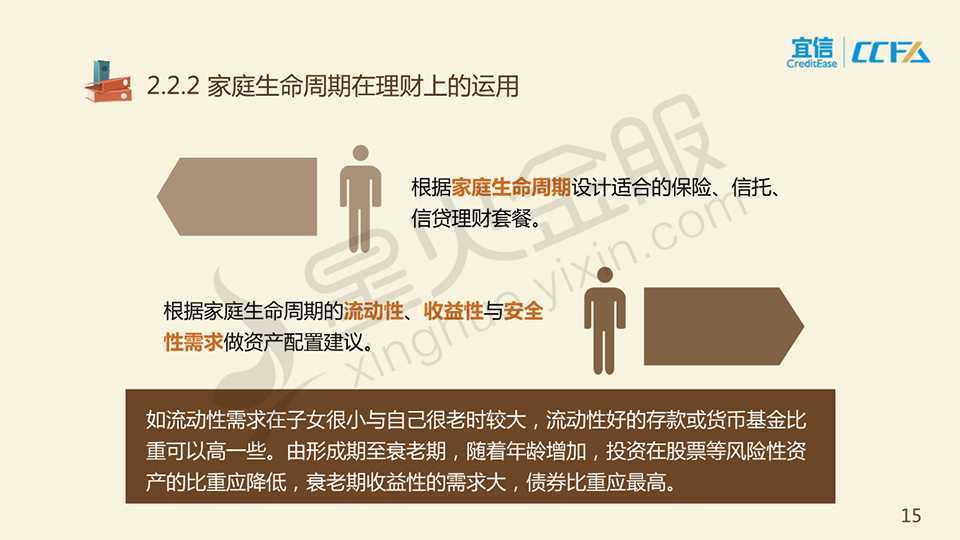 宜信
CreditEase
CCFA
2.2.2 家庭生命周期在理财上的运用
根据家庭生命周期设计适合的保险、信托、
信贷理财套餐。
根据家庭生命周期的流动性、收益性与安全
性需求做资产配置建议。
星火金服
xinghuo.yixin.com
如流动性需求在子女很小与自己很老时较大，流动性好的存款或货币基金比
重可以高一些。由形成期至衰老期，随着年龄增加，投资在股票等风险性资
产的比重应降低，衰老期收益性的需求大，债券比重应最高。
15